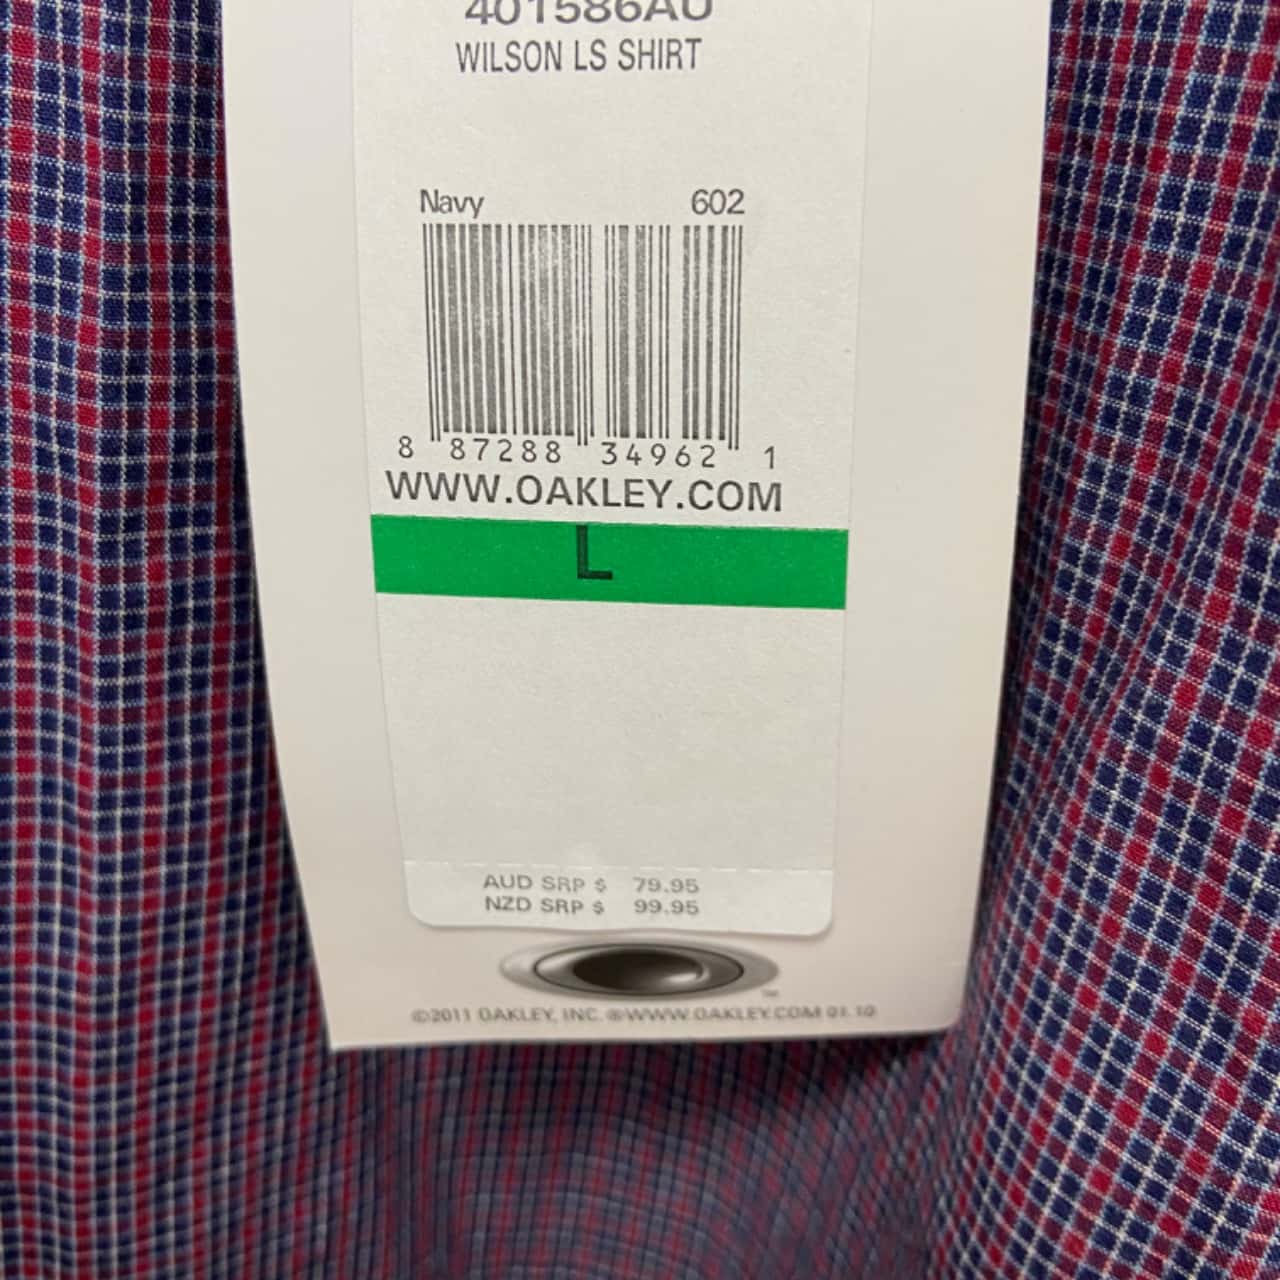 401586AU
WILSON LS SHIRT
Navy 602
8 87288 34962 1
WWW.OAKLEY.COM
L
AUD SRP $ 79.95
NZD SRP $ 99.95
TM
©2011 OAKLEY, INC. ®WWW.OAKLEY.COM 01.10